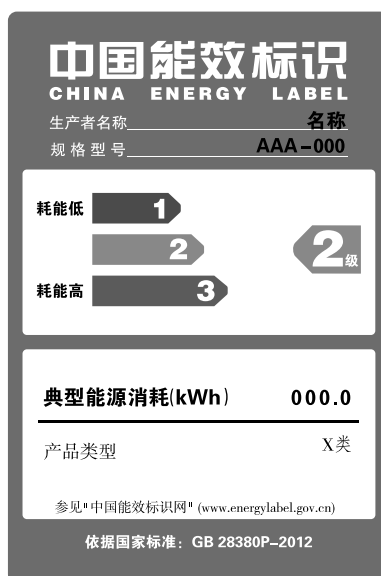 中国能效标识
CHINA ENERGY LABEL
生产者名称 名称
规格型号 AAA-000
耗能低 1
2
2级
耗能高 3
典型能源消耗(kWh) 000.0
产品类型 X类
参见"中国能效标识网" (www.energylabel.gov.cn)
依据国家标准：GB 28380P-2012